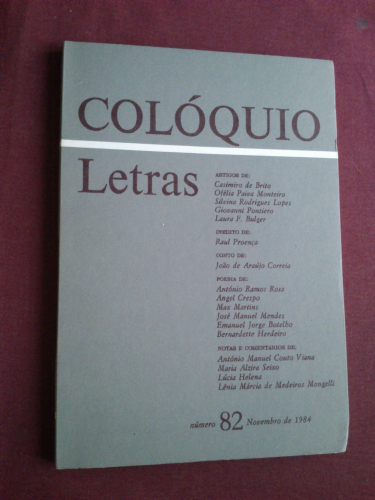 COLÓQUIO
Letras
ARTIGOS DE:
Casimiro de Brito
Ofélia Paiva Monteiro
Silvina Rodrigues Lopes
Giovanni Pontiero
Laura F. Bulger
INÉDITO DE:
Raul Proença
CONTO DE:
João de Araújo Correia
POESIA DE:
António Ramos Rosa
Angel Crespo
Max Martins
José Manuel Mendes
Emanuel Jorge Botelho
Bernardette Herdeiro
NOTAS E COMENTÁRIOS DE:
António Manuel Couto Viana
Maria Alzira Seixo
Lúcia Helena
Lênia Márcia de Medeiros Mongelli
número 82 Novembro de 1984